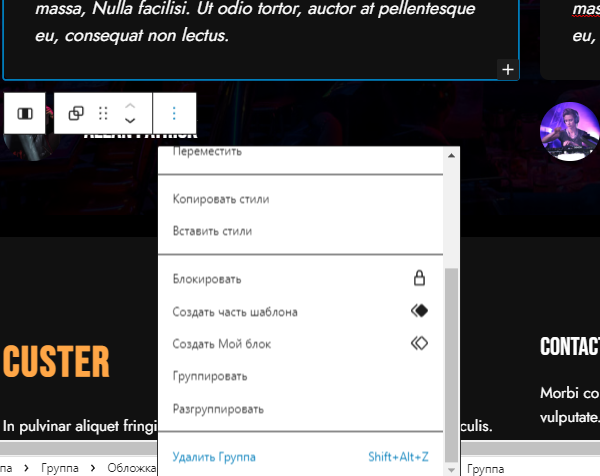 massa, Nulla facilisi. Ut odio tortor, auctor at pellentesque
eu, consequat non lectus.
mas
eu,
Переместить
Копировать стили
Вставить стили
Блокировать
Создать часть шаблона
Создать Мой блок
Группировать
Разгруппировать
Удалить Группа Shift+Alt+Z
CUSTER
In pulvinar aliquet fringi
culis.
CONTACT
Morbi co
vulputate.
па > Группа > Обложка
Группа